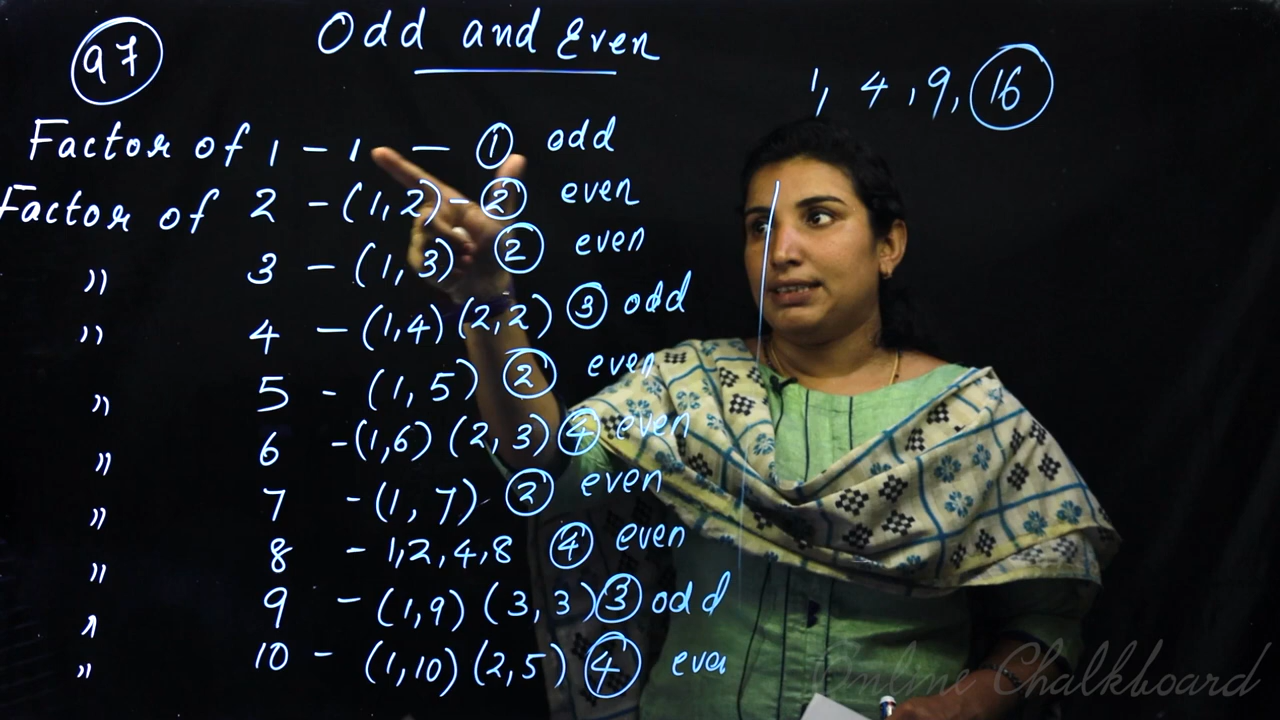 97
Odd and Even
1, 4, 9, 16
Factor of 1 - 1 - 1 odd
Factor of 2 - (1,2) - 2 even
" 3 - (1,3) 2 even
" 4 - (1,4) (2,2) 3 odd
" 5 - (1,5) 2 even
" 6 - (1,6) (2,3) 4 even
" 7 - (1,7) 2 even
" 8 - 1,2,4,8 4 even
" 9 - (1,9) (3,3) 3 odd
" 10 - (1,10) (2,5) 4 even
Online Chalkboard